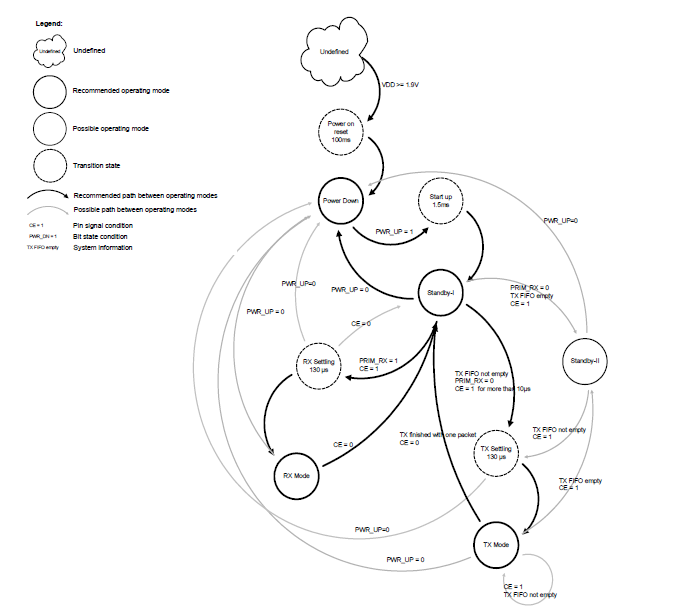 Legend:
Undefined
Undefined
Recommended operating mode
Possible operating mode
Transition state
Recommended path between operating modes
Possible path between operating modes
CE = 1
Pin signal condition
PWR_DN = 1
Bit state condition
TX FIFO empty
System information
Undefined
VDD >= 1.9V
Power on
reset
100ms
Power Down
Start up
1.5ms
PWR_UP = 1
PWR_UP=0
PWR_UP=0
PWR_UP = 0
Standby-I
PRIM_RX = 0
TX FIFO empty
CE = 1
PWR_UP = 0
CE = 0
RX Settling
130 µs
PRIM_RX = 1
CE = 1
Standby-II
TX FIFO not empty
PRIM_RX = 0
CE = 1 for more than 10µs
TX finished with one packet
CE = 0
CE = 0
TX FIFO not empty
CE = 1
TX Settling
130 µs
RX Mode
TX FIFO empty
CE = 1
PWR_UP=0
TX Mode
PWR_UP = 0
CE = 1
TX FIFO not empty